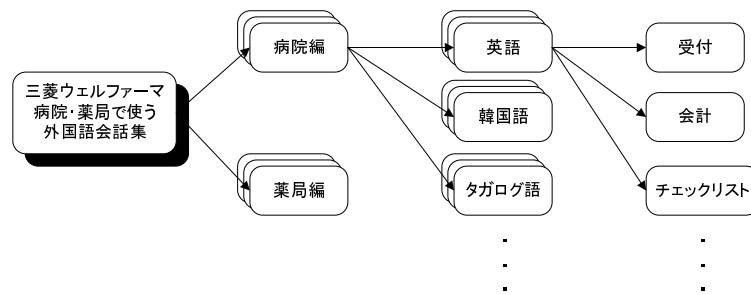 三菱ウェルファーマ
病院・薬局で使う
外国語会話集
病院編
薬局編
英語
韓国語
タガログ語
受付
会計
チェックリスト